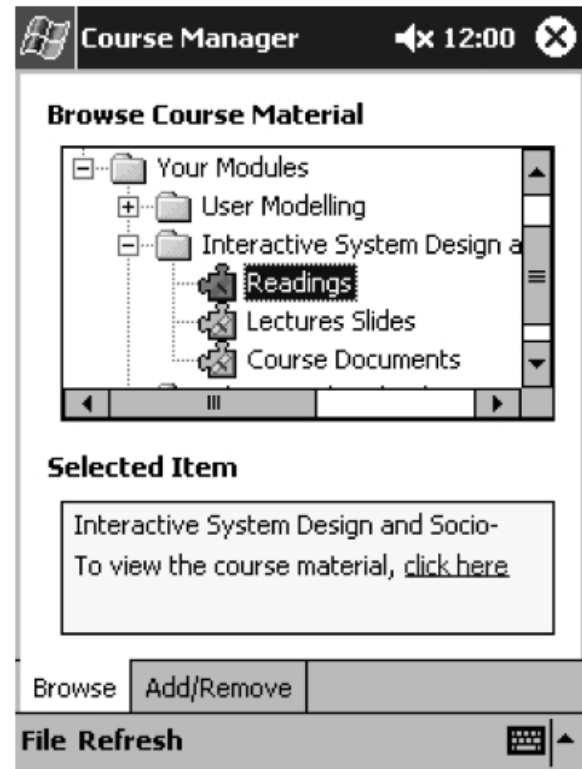 Course Manager 12:00
Browse Course Material
Your Modules
User Modelling
Interactive System Design a
Readings
Lectures Slides
Course Documents
Selected Item
Interactive System Design and Socio-
To view the course material, click here
Browse Add/Remove
File Refresh